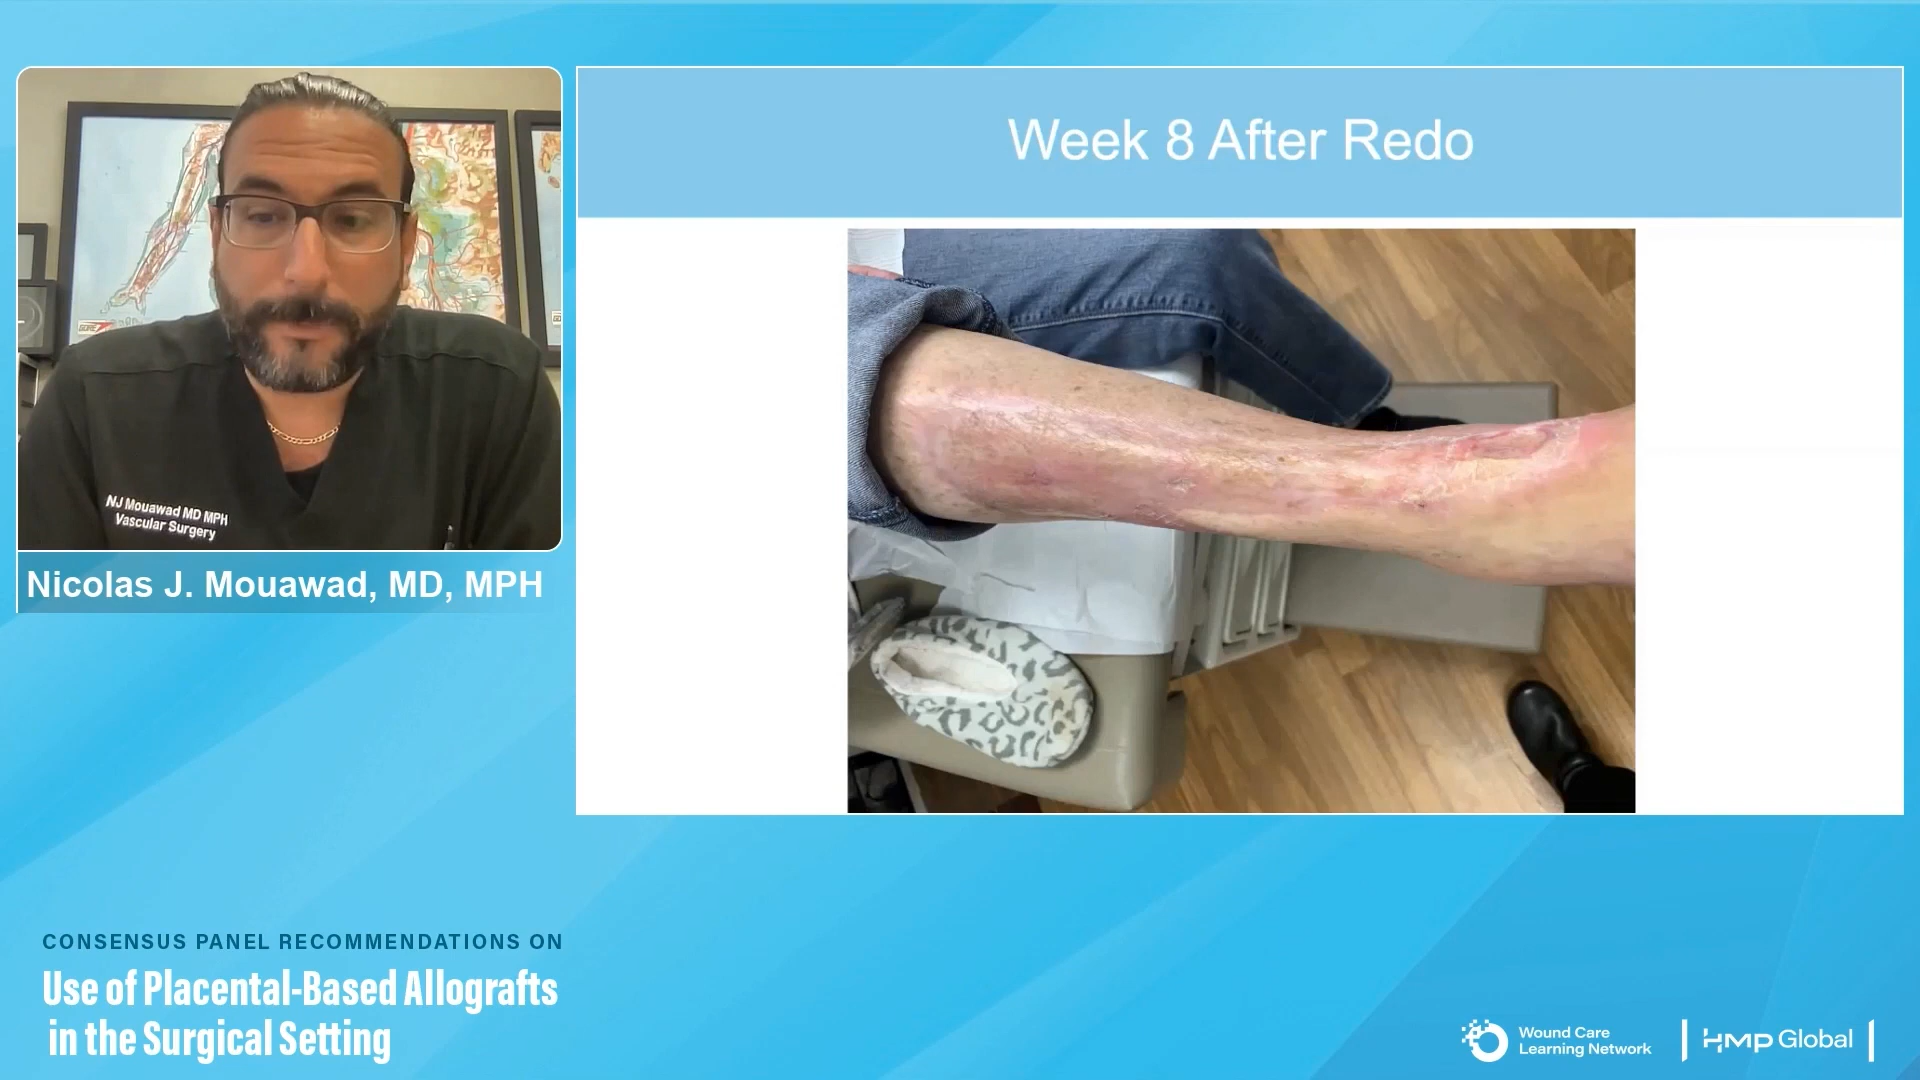 Week 8 After Redo
NJ Mouawad MD MPH
Vascular Surgery
Nicolas J. Mouawad, MD, MPH
CONSENSUS PANEL RECOMMENDATIONS ON
Use of Placental-Based Allografts
in the Surgical Setting
Wound Care
Learning Network
HMP Global
GORE